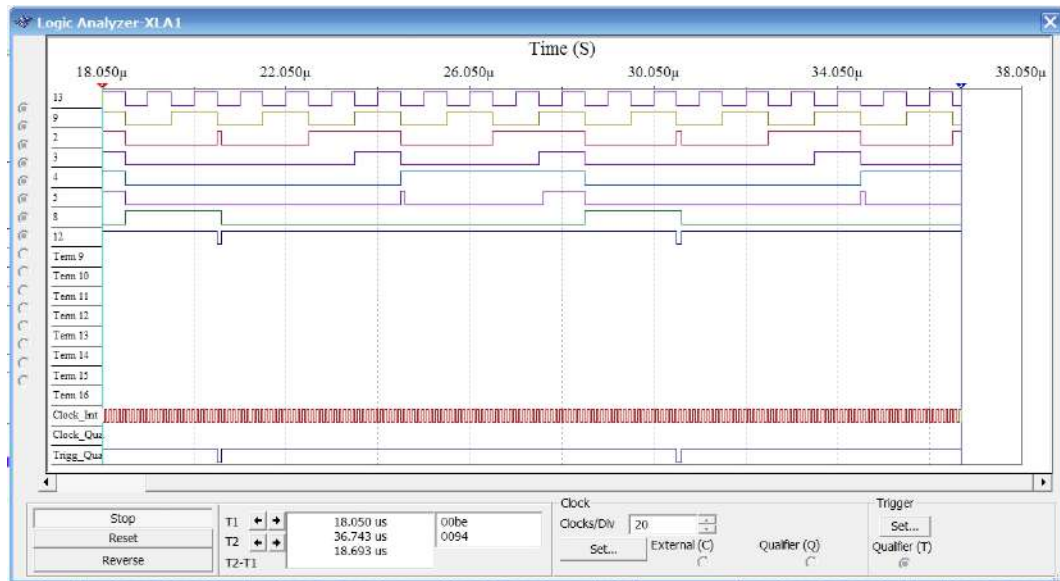 Logic Analyzer-XLA1
Time (S)
18.050μ 22.050μ 26.050μ 30.050μ 34.050μ 38.050μ
13
9
2
3
4
5
8
12
Term 9
Term 10
Term 11
Term 12
Term 13
Term 14
Term 15
Term 16
Clock_Int
Clock_Qua
Trigg_Qua
Stop
Reset
Reverse
T1 18.050 us 00be
T2 36.743 us 0094
T2-T1 18.693 us
Clock
Clocks/Div 20
Set... External (C) Qualifier (Q)
Trigger
Set...
Qualifier (T)